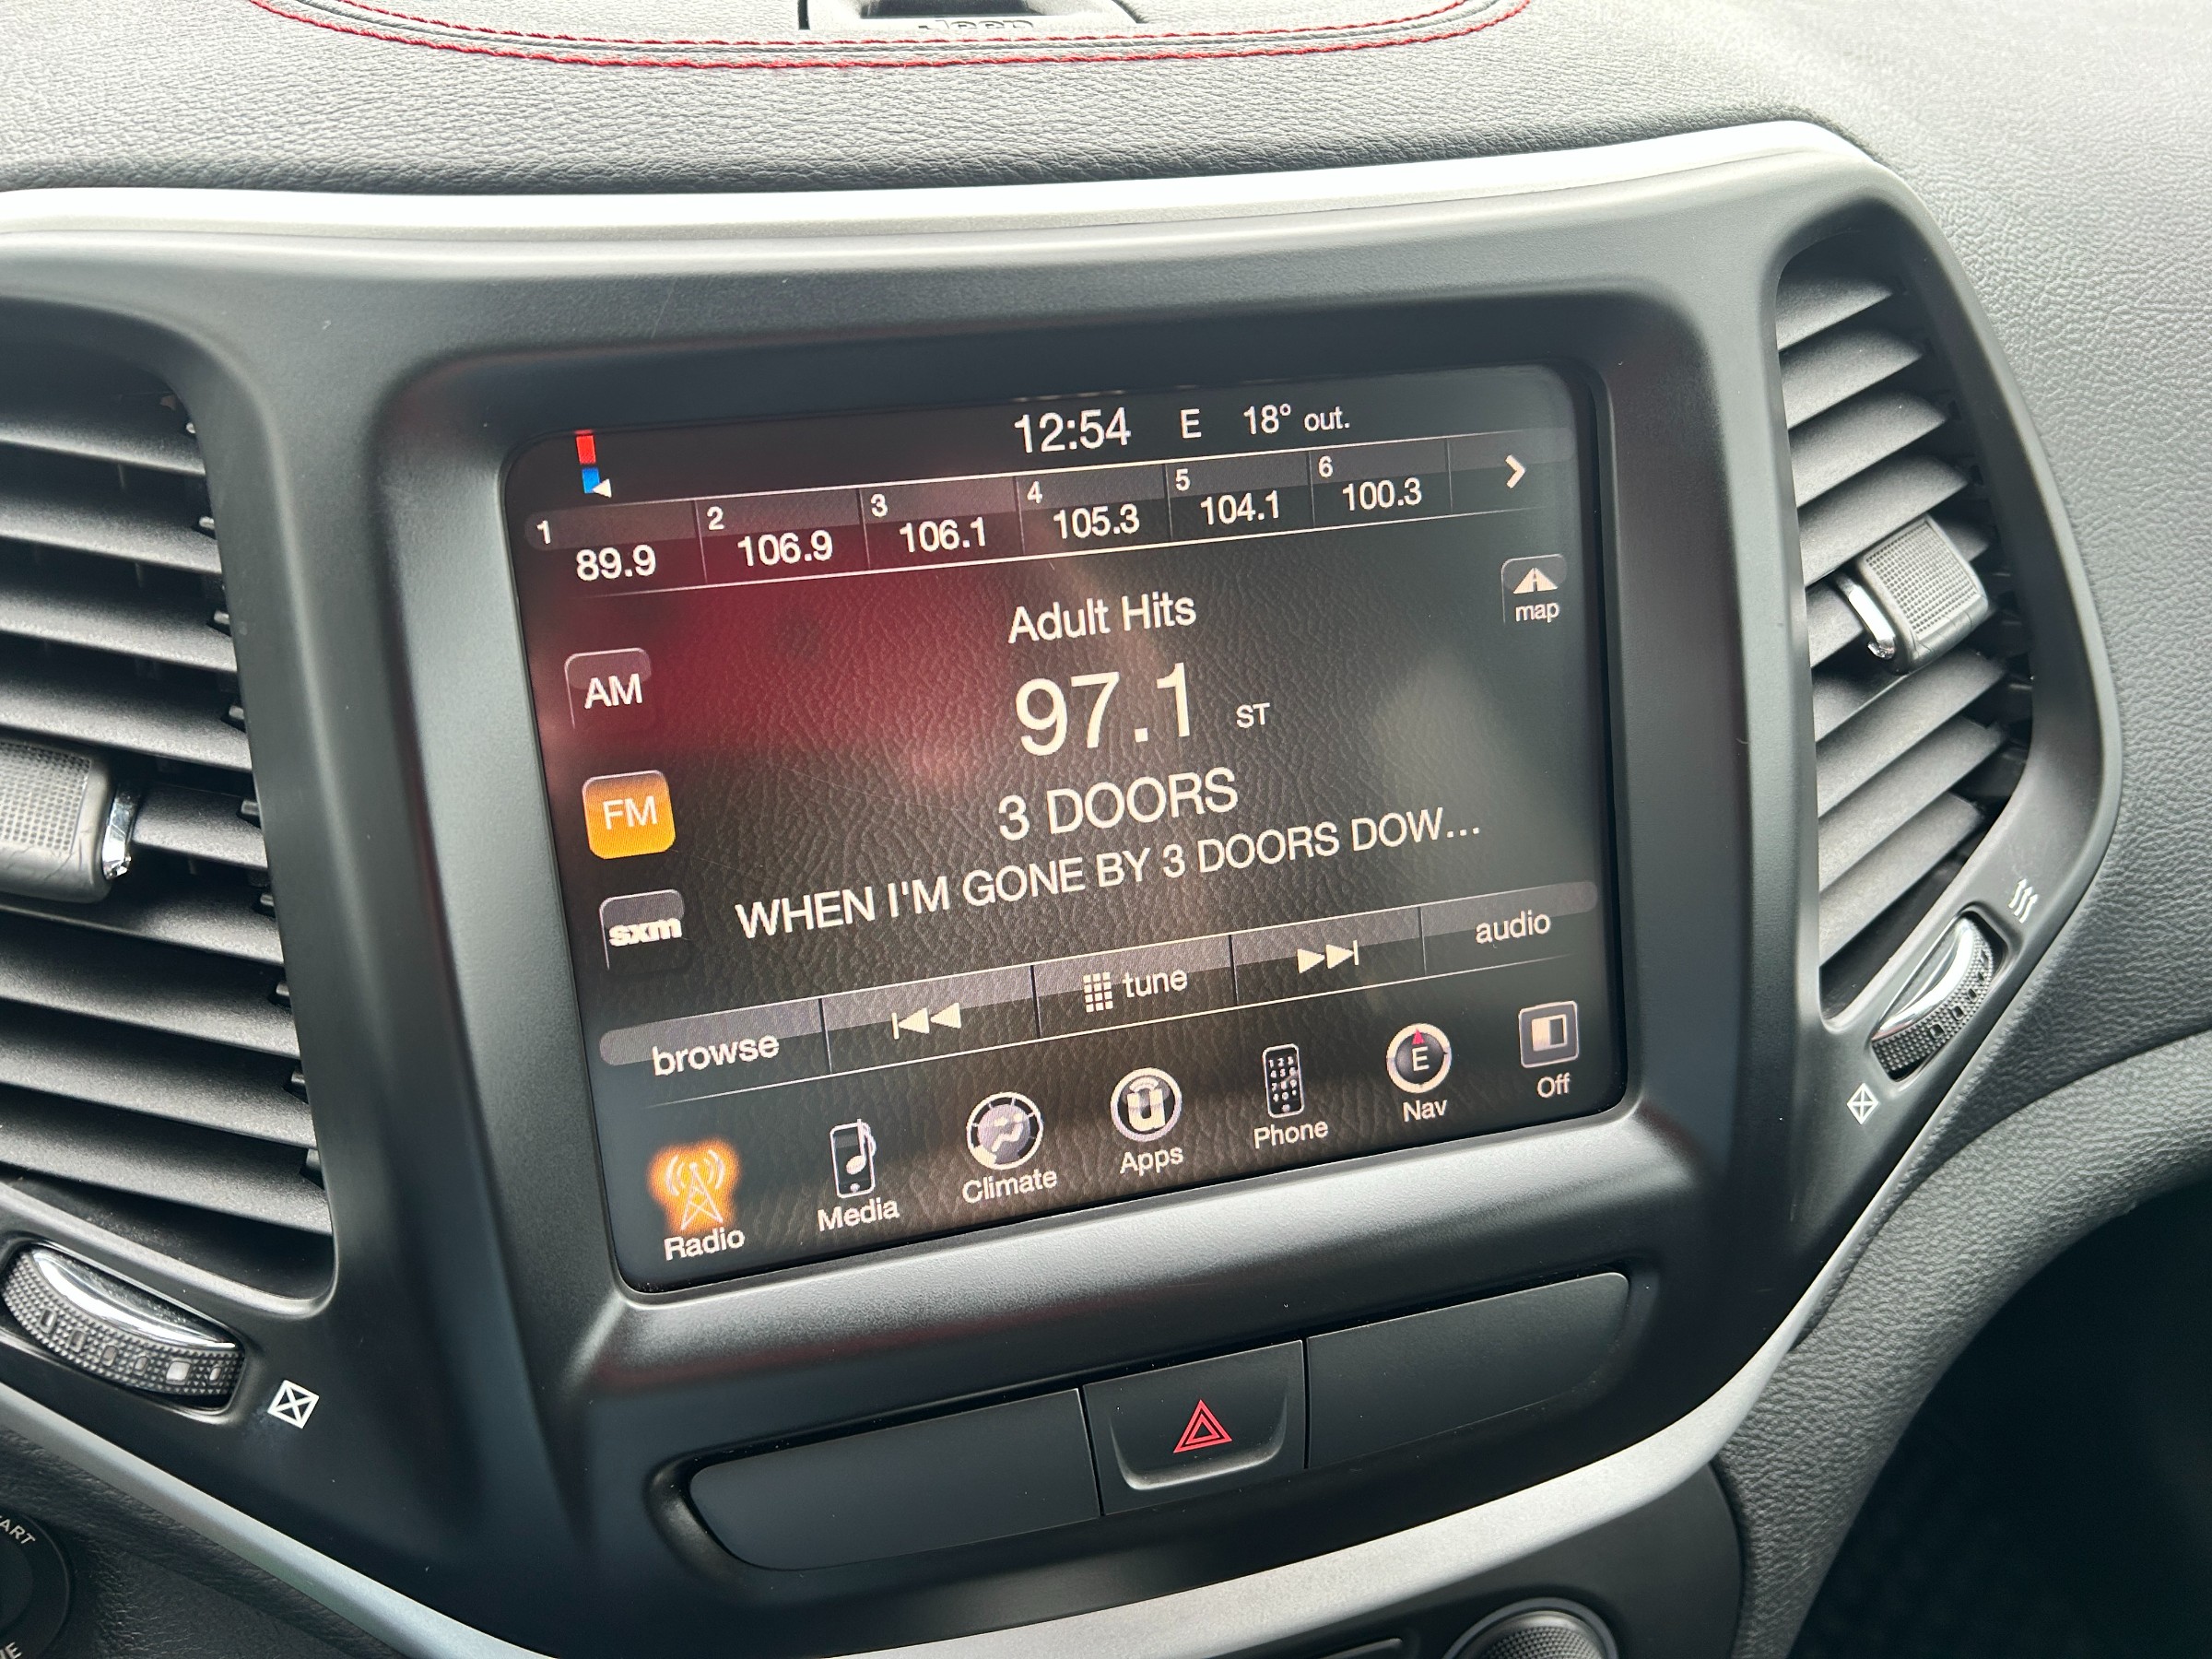 Jeep
12:54 E 18° out.
1 89.9 2 106.9 3 106.1 4 105.3 5 104.1 6 100.3
map
Adult Hits
AM
97.1 ST
FM
3 DOORS
WHEN I'M GONE BY 3 DOORS DOW...
sxm
browse tune audio
Radio Media Climate Apps Phone Nav Off
E